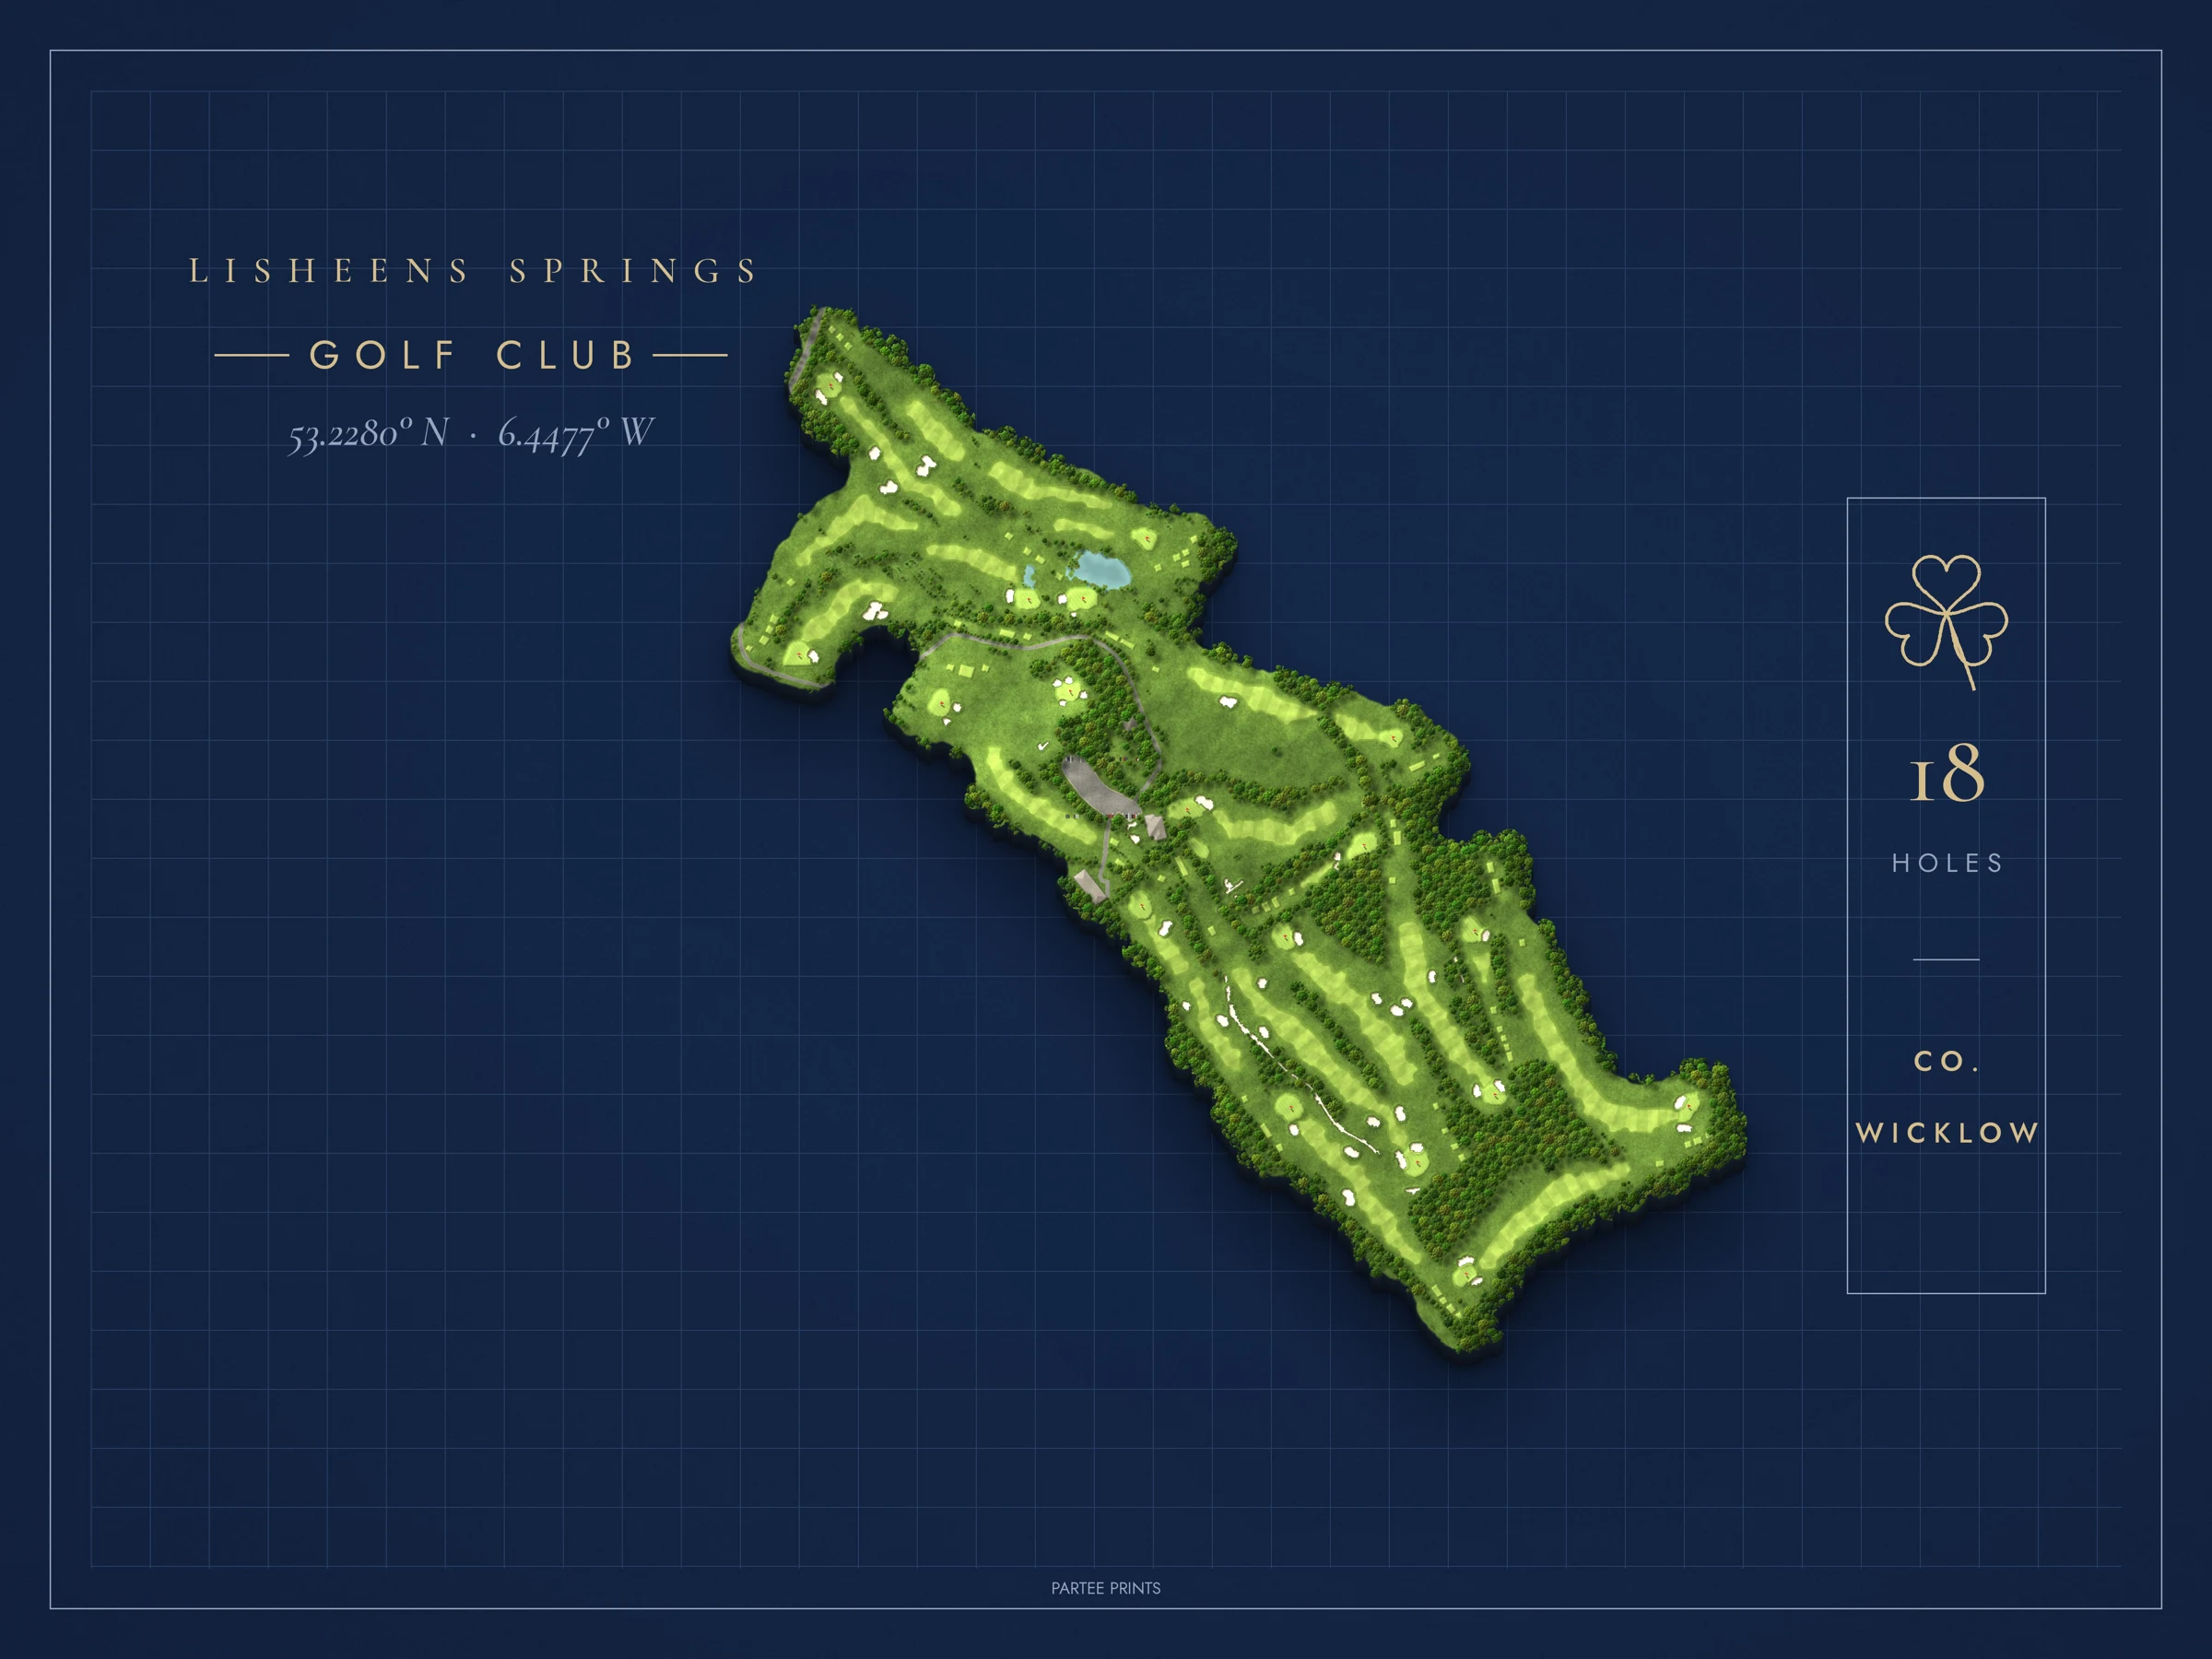 LISHEENS SPRINGS
GOLF CLUB
53.2280° N · 6.4477° W
18
HOLES
CO.
WICKLOW
PARTEE PRINTS